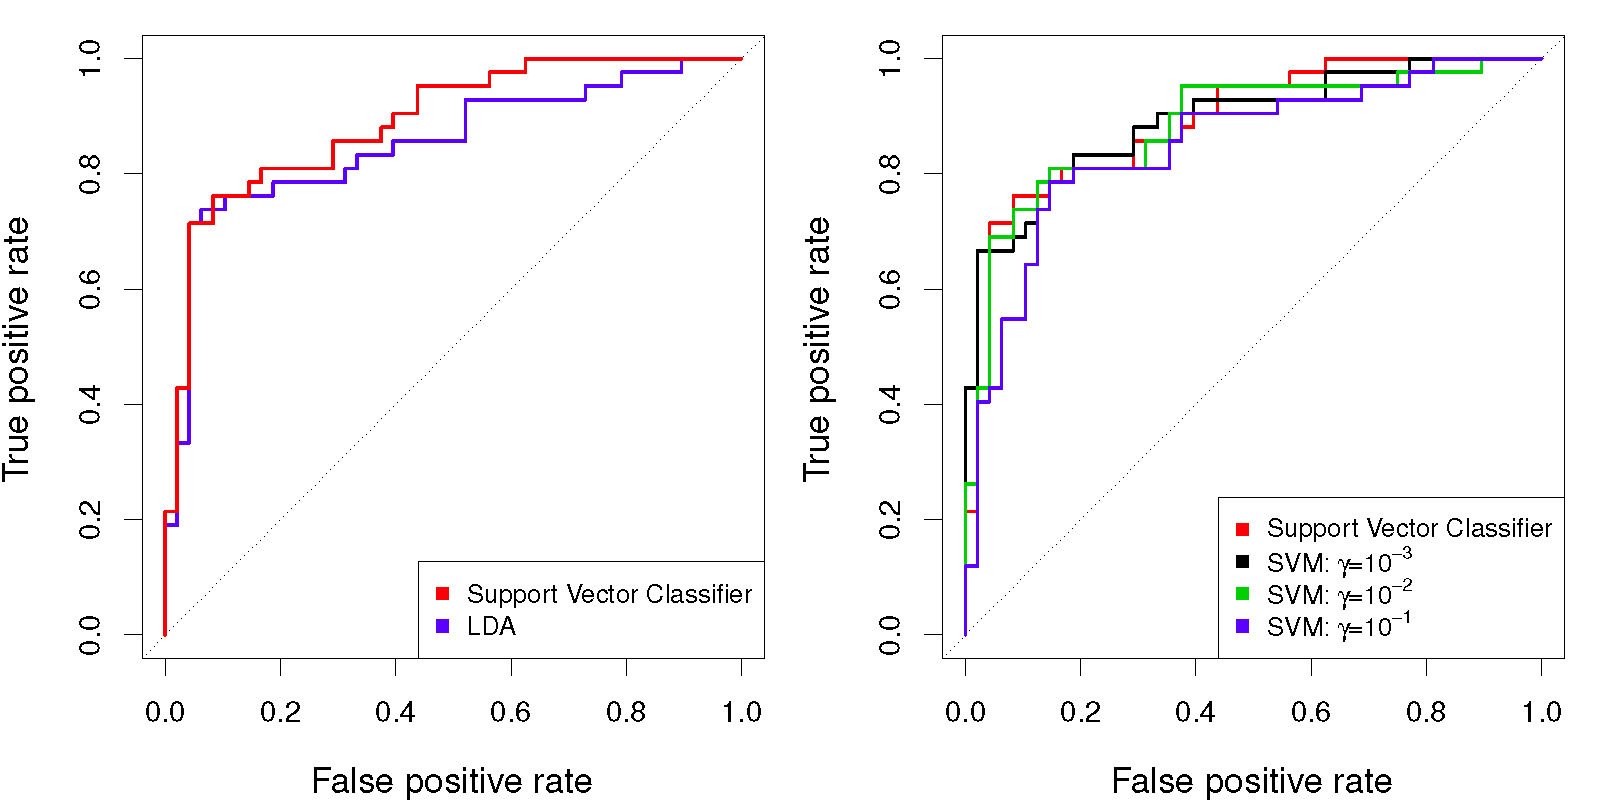 True positive rate
1.0
0.8
0.6
0.4
0.2
0.0
Support Vector Classifier
LDA
0.0 0.2 0.4 0.6 0.8 1.0
False positive rate
True positive rate
1.0
0.8
0.6
0.4
0.2
0.0
Support Vector Classifier
SVM: γ=10⁻³
SVM: γ=10⁻²
SVM: γ=10⁻¹
0.0 0.2 0.4 0.6 0.8 1.0
False positive rate